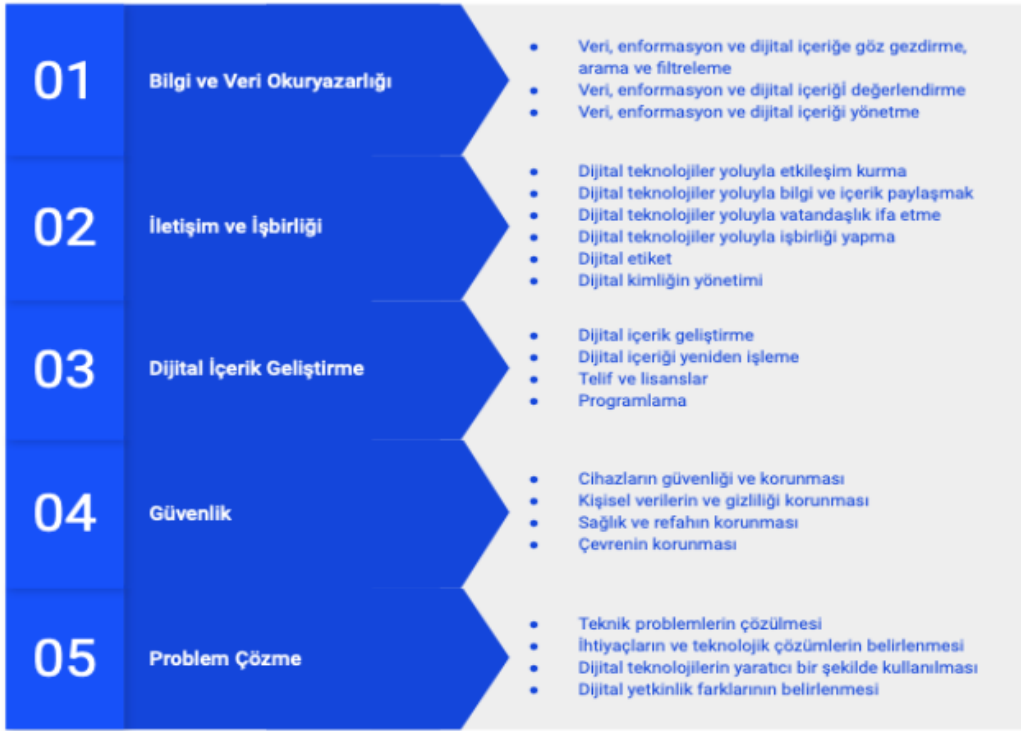 01
Bilgi ve Veri Okuryazarlığı
• Veri, enformasyon ve dijital içeriğe göz gezdirme,
arama ve filtreleme
• Veri, enformasyon ve dijital içeriğİ değerlendirme
• Veri, enformasyon ve dijital içeriği yönetme
02
İletişim ve İşbirliği
• Dijital teknolojiler yoluyla etkileşim kurma
• Dijital teknolojiler yoluyla bilgi ve içerik paylaşmak
• Dijital teknolojiler yoluyla vatandaşlık ifa etme
• Dijital teknolojiler yoluyla işbirliği yapma
• Dijital etiket
• Dijital kimliğin yönetimi
03
Dijital İçerik Geliştirme
• Dijital içerik geliştirme
• Dijital içeriği yeniden işleme
• Telif ve lisanslar
• Programlama
04
Güvenlik
• Cihazların güvenliği ve korunması
• Kişisel verilerin ve gizliliği korunması
• Sağlık ve refahın korunması
• Çevrenin korunması
05
Problem Çözme
• Teknik problemlerin çözülmesi
• İhtiyaçların ve teknolojik çözümlerin belirlenmesi
• Dijital teknolojilerin yaratıcı bir şekilde kullanılması
• Dijital yetkinlik farklarının belirlenmesi